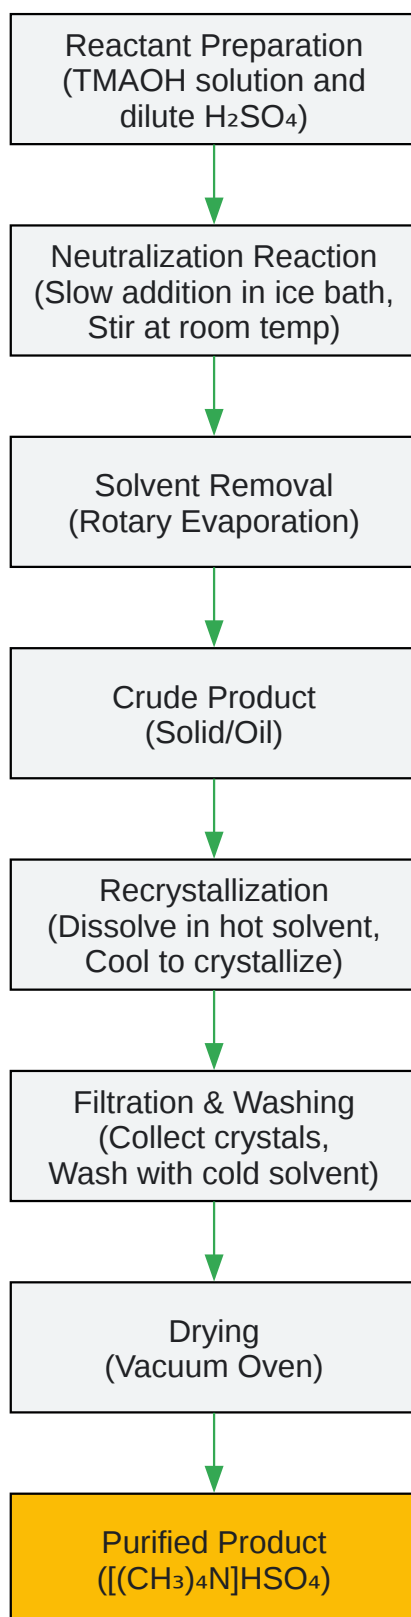 Reactant Preparation
(TMAOH solution and
dilute H₂SO₄)
Neutralization Reaction
(Slow addition in ice bath,
Stir at room temp)
Solvent Removal
(Rotary Evaporation)
Crude Product
(Solid/Oil)
Recrystallization
(Dissolve in hot solvent,
Cool to crystallize)
Filtration & Washing
(Collect crystals,
Wash with cold solvent)
Drying
(Vacuum Oven)
Purified Product
([(CH₃)₄N]HSO₄)